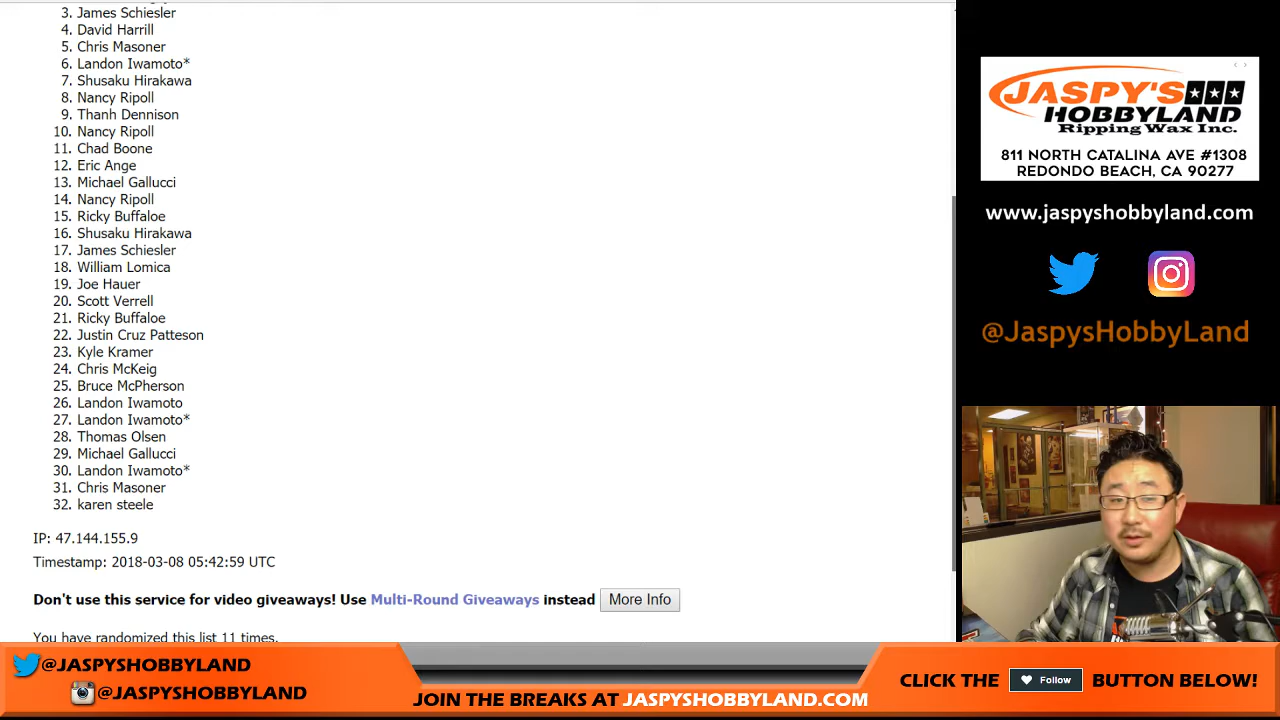 3. James Schiesler
4. David Harrill
5. Chris Masoner
6. Landon Iwamoto*
7. Shusaku Hirakawa
8. Nancy Ripoll
9. Thanh Dennison
10. Nancy Ripoll
11. Chad Boone
12. Eric Ange
13. Michael Gallucci
14. Nancy Ripoll
15. Ricky Buffaloe
16. Shusaku Hirakawa
17. James Schiesler
18. William Lomica
19. Joe Hauer
20. Scott Verrell
21. Ricky Buffaloe
22. Justin Cruz Patteson
23. Kyle Kramer
24. Chris McKeig
25. Bruce McPherson
26. Landon Iwamoto
27. Landon Iwamoto*
28. Thomas Olsen
29. Michael Gallucci
30. Landon Iwamoto*
31. Chris Masoner
32. karen steele
IP: 47.144.155.9
Timestamp: 2018-03-08 05:42:59 UTC
Don't use this service for video giveaways! Use Multi-Round Giveaways instead More Info
You have randomized this list 11 times.
JASPY'S
HOBBYLAND
Ripping Wax Inc.
811 NORTH CATALINA AVE #1308
REDONDO BEACH, CA 90277
www.jaspyshobbyland.com
@JaspysHobbyLand
@JASPYSHOBBYLAND
@JASPYSHOBBYLAND
JOIN THE BREAKS AT JASPYSHOBBYLAND.COM
CLICK THE Follow BUTTON BELOW!